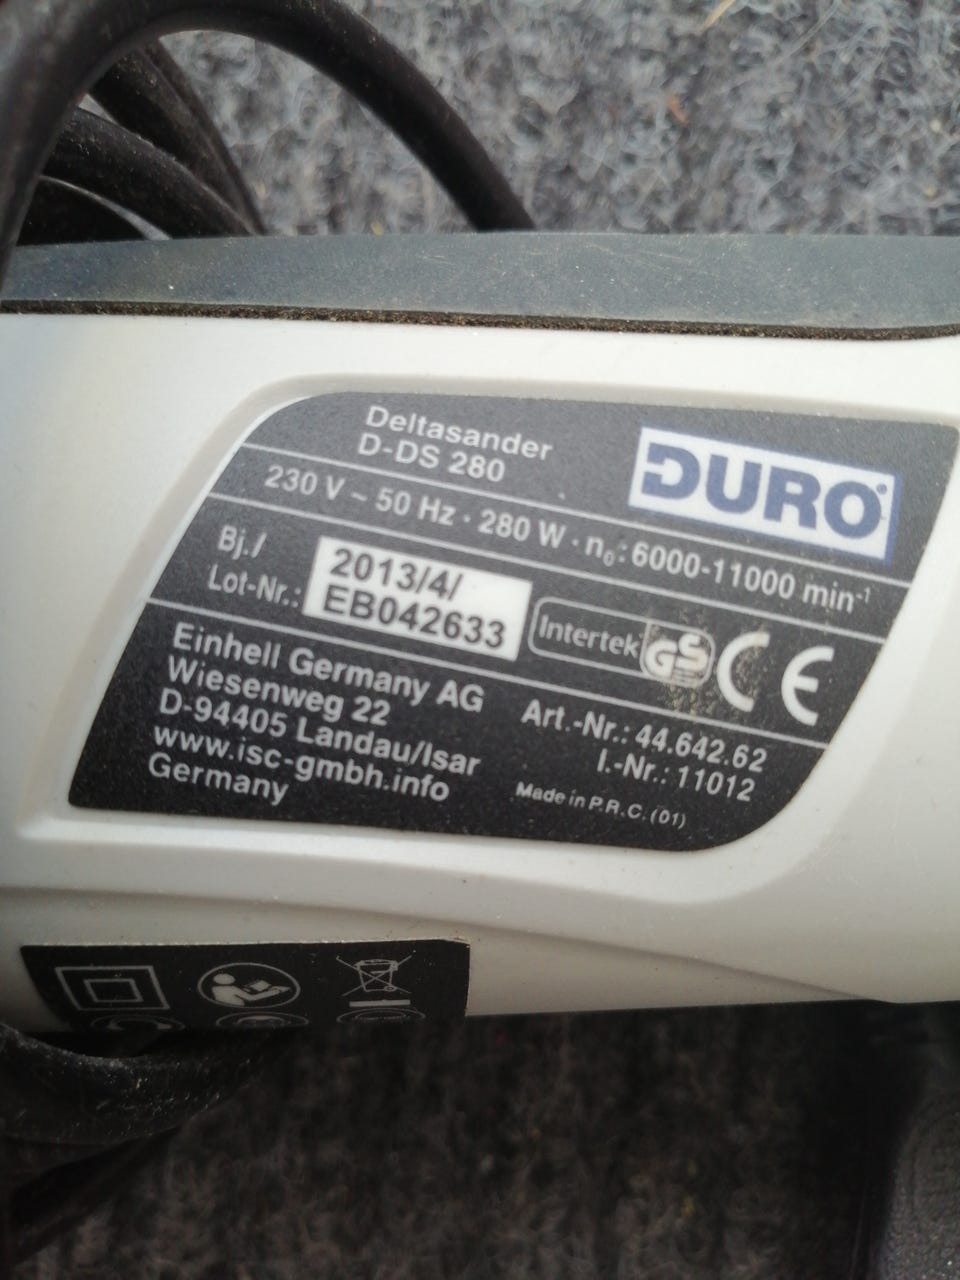 Deltasander
D-DS 280
DURO
230 V ~ 50 Hz · 280 W · n₀: 6000-11000 min⁻¹
Bj./
Lot-Nr.:
2013/4/
EB042633
Intertek
GS
CE
Einhell Germany AG
Wiesenweg 22
D-94405 Landau/Isar
www.isc-gmbh.info
Germany
Art.-Nr.: 44.642.62
I.-Nr.: 11012
Made in P.R.C. (01)